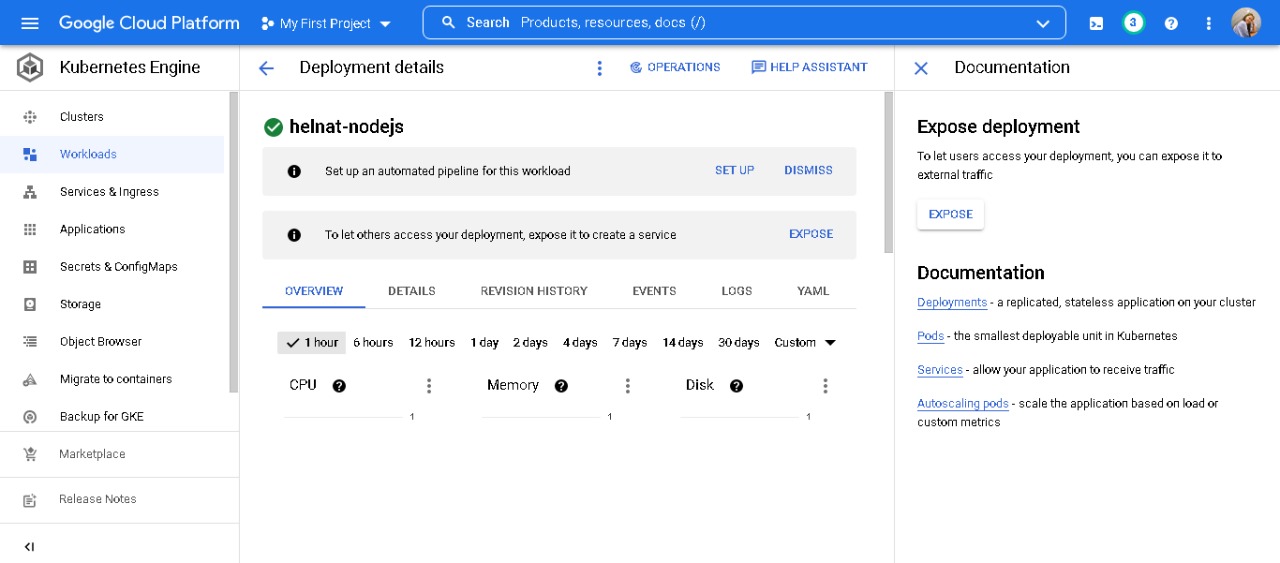 Google Cloud Platform
My First Project
Search Products, resources, docs (/)
3
Kubernetes Engine
Clusters
Workloads
Services & Ingress
Applications
Secrets & ConfigMaps
Storage
Object Browser
Migrate to containers
Backup for GKE
Marketplace
Release Notes
Deployment details
OPERATIONS
HELP ASSISTANT
helnat-nodejs
Set up an automated pipeline for this workload
SET UP
DISMISS
To let others access your deployment, expose it to create a service
EXPOSE
OVERVIEW
DETAILS
REVISION HISTORY
EVENTS
LOGS
YAML
1 hour
6 hours
12 hours
1 day
2 days
4 days
7 days
14 days
30 days
Custom
CPU
1
Memory
1
Disk
1
Documentation
Expose deployment
To let users access your deployment, you can expose it to
external traffic
EXPOSE
Documentation
Deployments - a replicated, stateless application on your cluster
Pods - the smallest deployable unit in Kubernetes
Services - allow your application to receive traffic
Autoscaling pods - scale the application based on load or
custom metrics